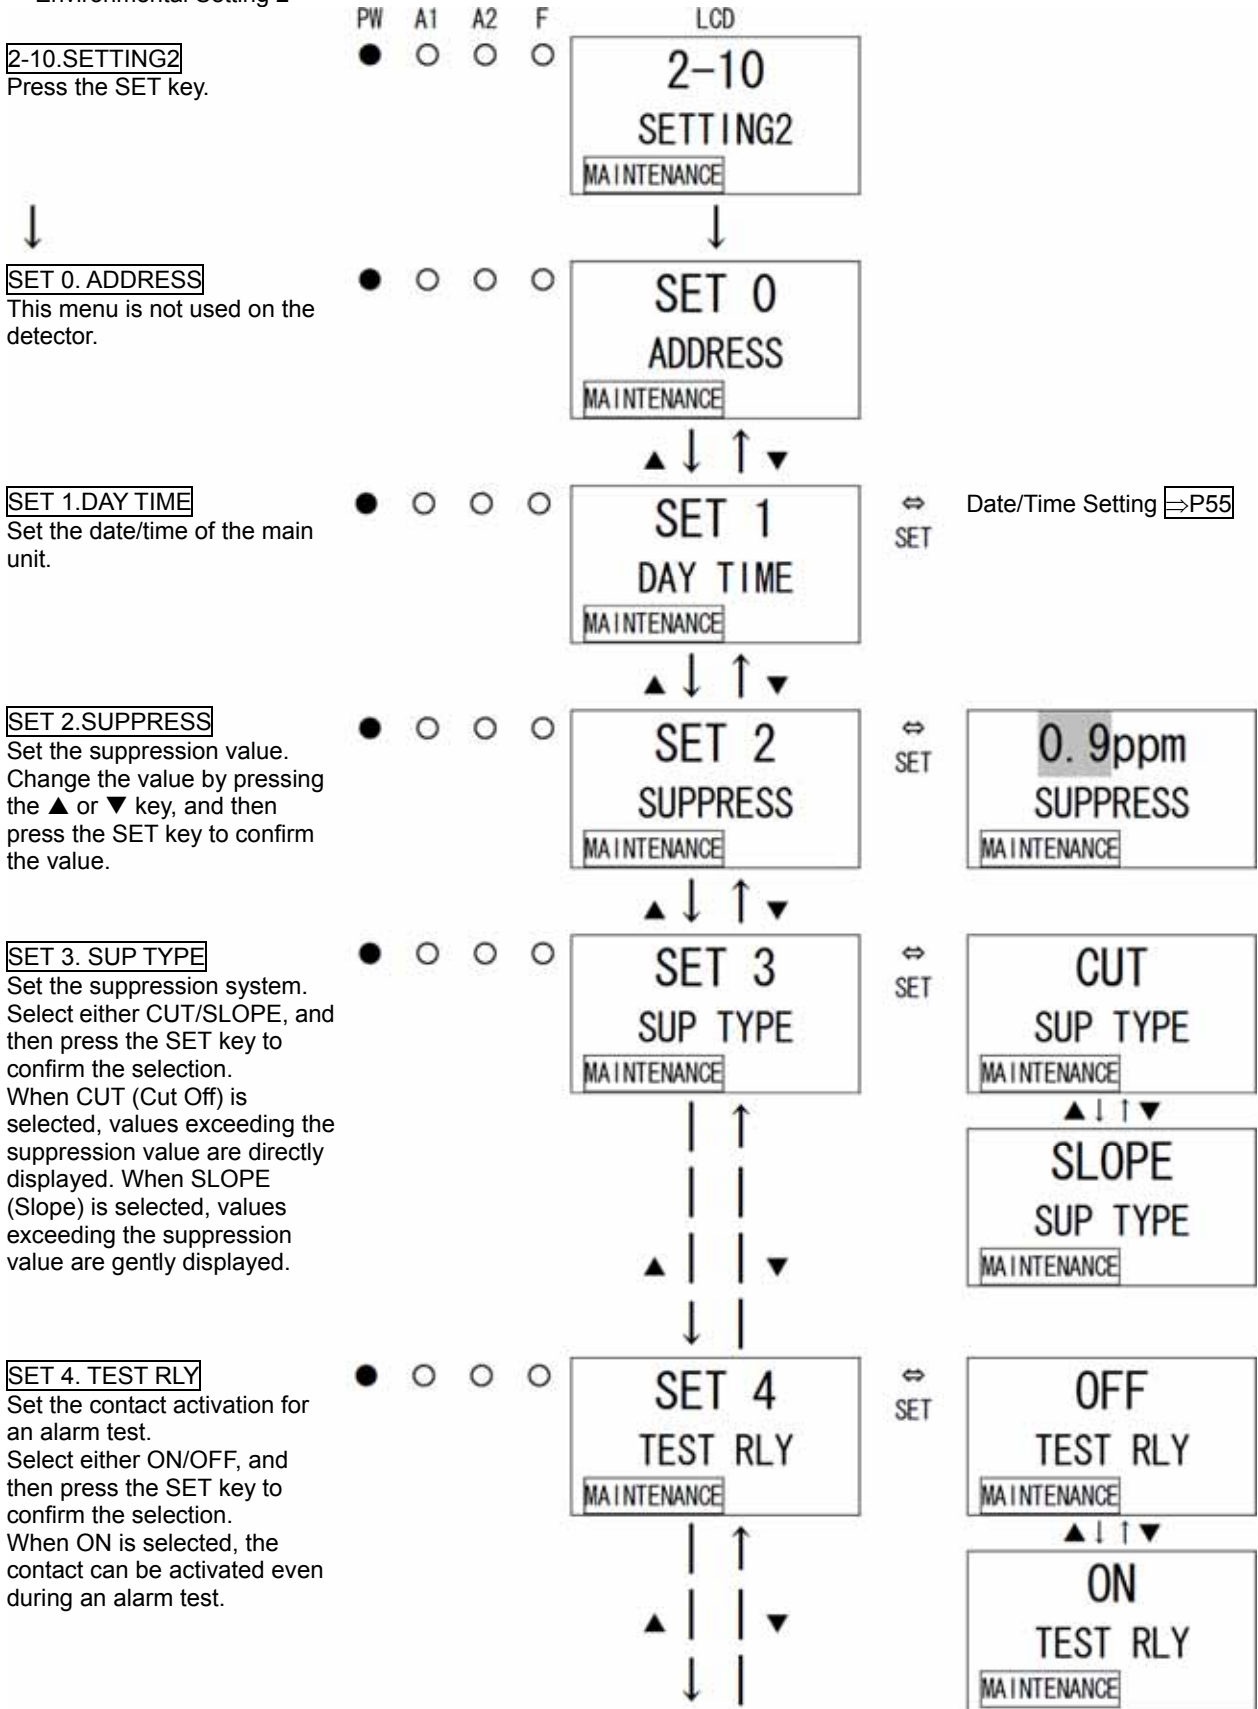 Environmental Setting 2
PW A1 A2 F LCD
2-10.SETTING2
Press the SET key.
2-10
SETTING2
MAINTENANCE
↓
↓
SET 0. ADDRESS
This menu is not used on the
detector.
SET 0
ADDRESS
MAINTENANCE
▲ ↓ ↑ ▼
SET 1.DAY TIME
Set the date/time of the main
unit.
SET 1
DAY TIME
MAINTENANCE
⇔
SET
Date/Time Setting ⇒P55
▲ ↓ ↑ ▼
SET 2.SUPPRESS
Set the suppression value.
Change the value by pressing
the ▲ or ▼ key, and then
press the SET key to confirm
the value.
SET 2
SUPPRESS
MAINTENANCE
⇔
SET
0.9ppm
SUPPRESS
MAINTENANCE
▲ ↓ ↑ ▼
SET 3. SUP TYPE
Set the suppression system.
Select either CUT/SLOPE, and
then press the SET key to
confirm the selection.
When CUT (Cut Off) is
selected, values exceeding the
suppression value are directly
displayed. When SLOPE
(Slope) is selected, values
exceeding the suppression
value are gently displayed.
SET 3
SUP TYPE
MAINTENANCE
⇔
SET
CUT
SUP TYPE
MAINTENANCE
▲↓↑▼
SLOPE
SUP TYPE
MAINTENANCE
▲ ↓ ↑ ▼
SET 4. TEST RLY
Set the contact activation for
an alarm test.
Select either ON/OFF, and
then press the SET key to
confirm the selection.
When ON is selected, the
contact can be activated even
during an alarm test.
SET 4
TEST RLY
MAINTENANCE
⇔
SET
OFF
TEST RLY
MAINTENANCE
▲↓↑▼
ON
TEST RLY
MAINTENANCE
▲ ↓ ▼